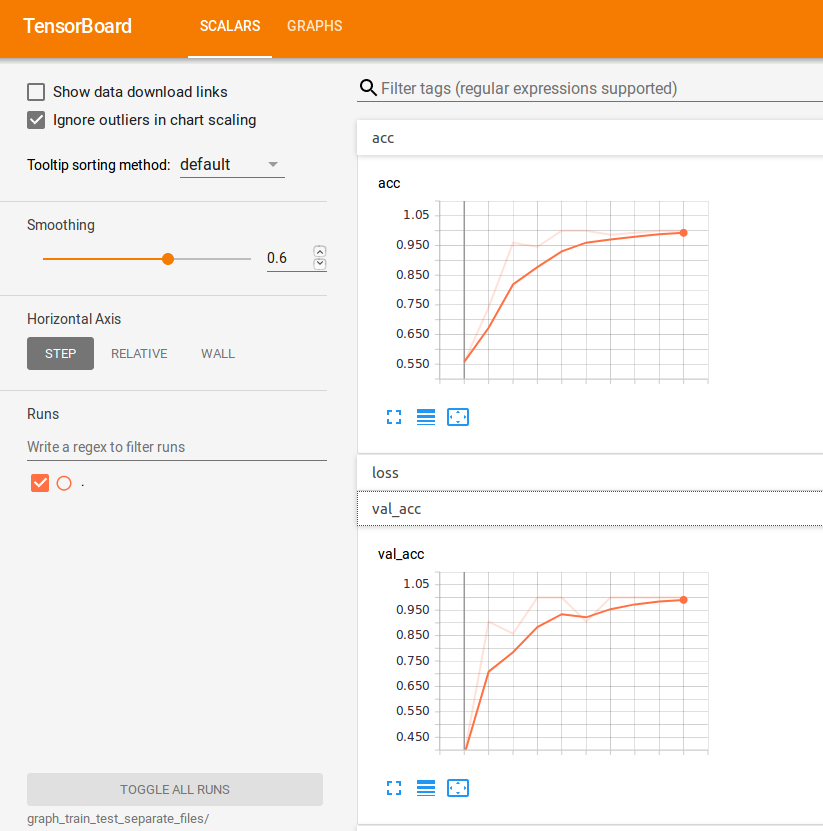 TensorBoard SCALARS GRAPHS
Show data download links
Ignore outliers in chart scaling
Tooltip sorting method: default
Smoothing
0.6
Horizontal Axis
STEP RELATIVE WALL
Runs
Write a regex to filter runs
.
TOGGLE ALL RUNS
graph_train_test_separate_files/
Filter tags (regular expressions supported)
acc
acc
1.05
0.950
0.850
0.750
0.650
0.550
loss
val_acc
val_acc
1.05
0.950
0.850
0.750
0.650
0.550
0.450